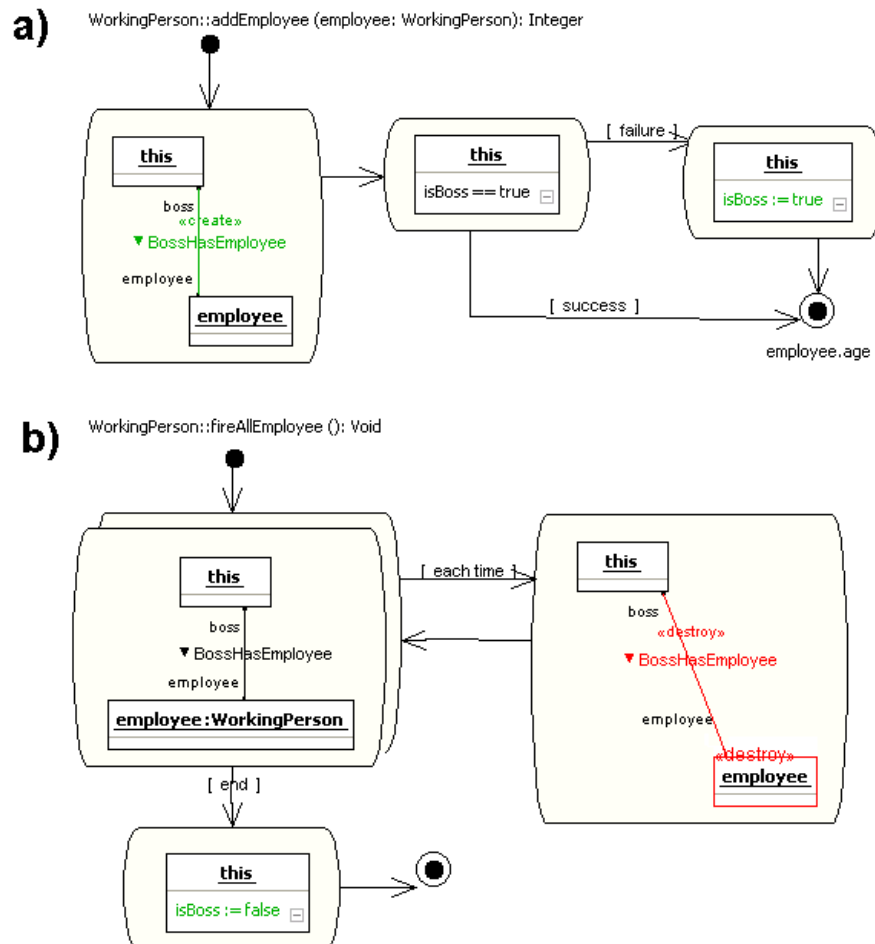 a)
WorkingPerson::addEmployee (employee: WorkingPerson): Integer
this
boss
«create»
▼ BossHasEmployee
employee
employee
this
isBoss == true
[ failure ]
this
isBoss := true
[ success ]
employee.age
b)
WorkingPerson::fireAllEmployee (): Void
this
boss
▼ BossHasEmployee
employee
employee:WorkingPerson
[ each time ]
this
boss
«destroy»
▼ BossHasEmployee
employee
«destroy»
employee
[ end ]
this
isBoss := false